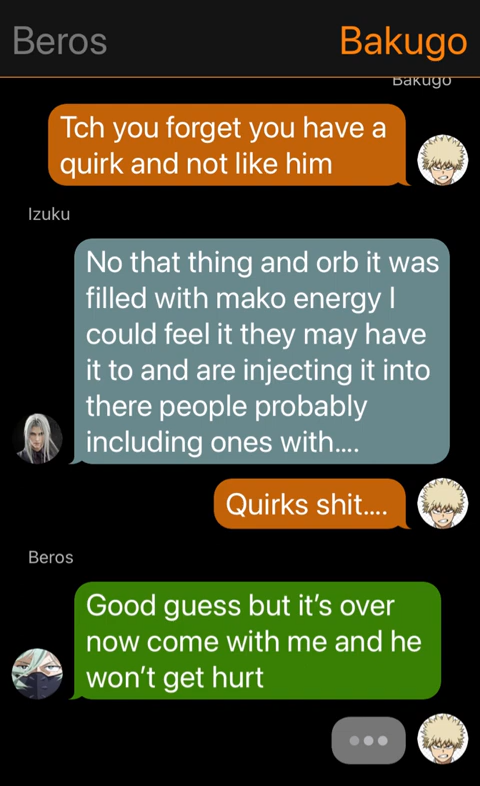 Beros
Bakugo
Bakugo
Tch you forget you have a
quirk and not like him
Izuku
No that thing and orb it was
filled with mako energy I
could feel it they may have
it to and are injecting it into
there people probably
including ones with....
Quirks shit....
Beros
Good guess but it’s over
now come with me and he
won’t get hurt